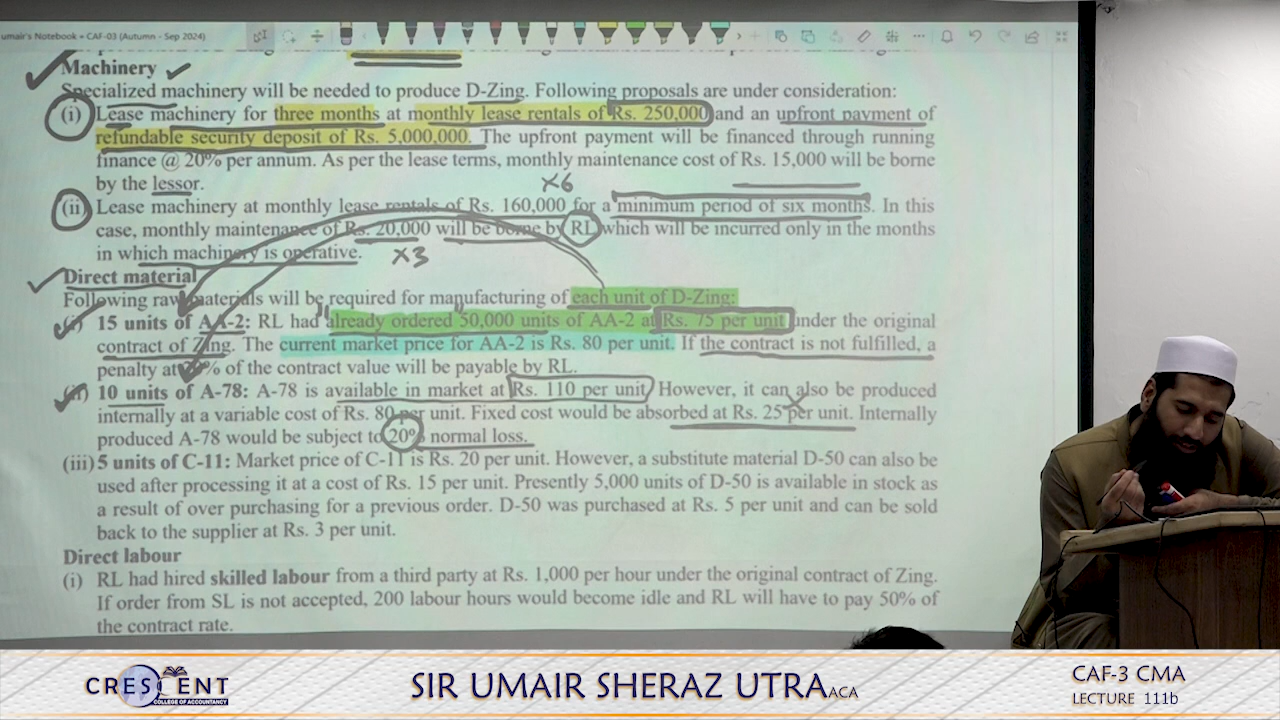 umair's Notebook • CAF-03 (Autumn - Sep 2024)
Machinery
Specialized machinery will be needed to produce D-Zing. Following proposals are under consideration:
(i) Lease machinery for three months at monthly lease rentals of Rs. 250,000 and an upfront payment of
refundable security deposit of Rs. 5,000,000. The upfront payment will be financed through running
finance @ 20% per annum. As per the lease terms, monthly maintenance cost of Rs. 15,000 will be borne
by the lessor.
x6
(ii) Lease machinery at monthly lease rentals of Rs. 160,000 for a minimum period of six months. In this
case, monthly maintenance of Rs. 20,000 will be borne by RL which will be incurred only in the months
in which machinery is operative.
x3
Direct material
Following raw materials will be required for manufacturing of each unit of D-Zing:
(i) 15 units of AA-2: RL had already ordered 50,000 units of AA-2 at Rs. 75 per unit under the original
contract of Zing. The current market price for AA-2 is Rs. 80 per unit. If the contract is not fulfilled, a
penalty at % of the contract value will be payable by RL.
(ii) 10 units of A-78: A-78 is available in market at Rs. 110 per unit. However, it can also be produced
internally at a variable cost of Rs. 80 per unit. Fixed cost would be absorbed at Rs. 25 per unit. Internally
produced A-78 would be subject to 20% normal loss.
(iii) 5 units of C-11: Market price of C-11 is Rs. 20 per unit. However, a substitute material D-50 can also be
used after processing it at a cost of Rs. 15 per unit. Presently 5,000 units of D-50 is available in stock as
a result of over purchasing for a previous order. D-50 was purchased at Rs. 5 per unit and can be sold
back to the supplier at Rs. 3 per unit.
Direct labour
(i) RL had hired skilled labour from a third party at Rs. 1,000 per hour under the original contract of Zing.
If order from SL is not accepted, 200 labour hours would become idle and RL will have to pay 50% of
the contract rate.
CRESCENT
COLLEGE OF ACCOUNTANCY
SIR UMAIR SHERAZ UTRA ACA
CAF-3 CMA
LECTURE 111b